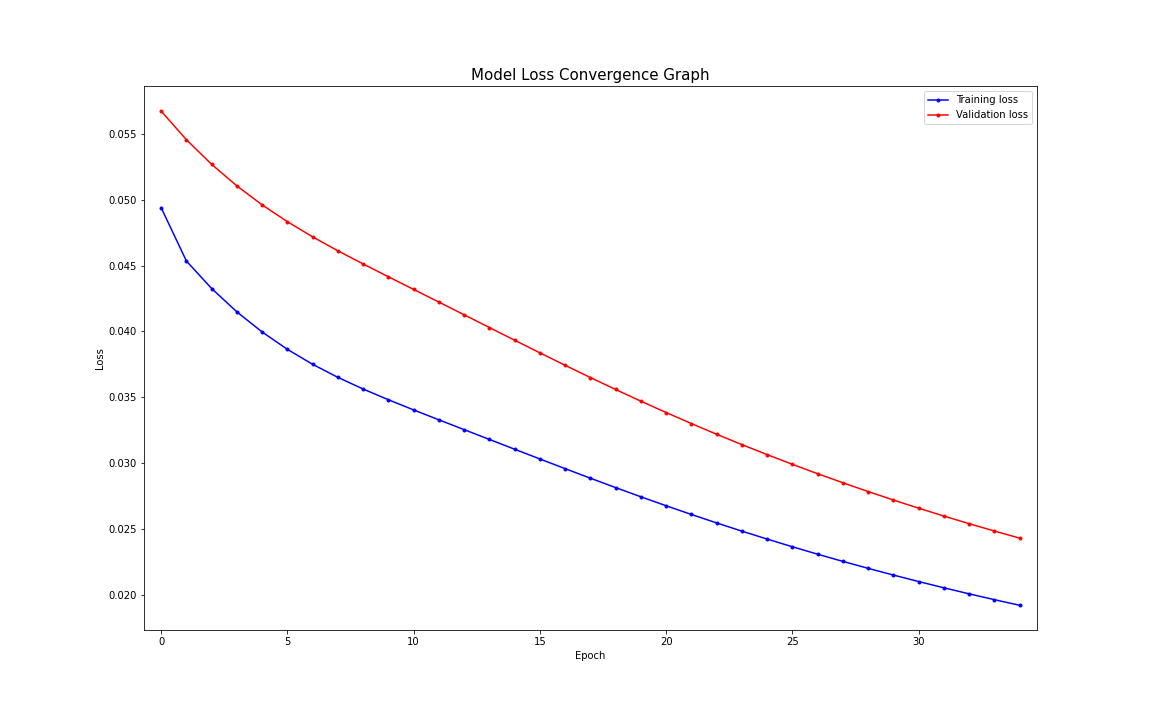 Model Loss Convergence Graph
Training loss
Validation loss
0.055
0.050
0.045
0.040
0.035
0.030
0.025
0.020
Loss
0 5 10 15 20 25 30
Epoch